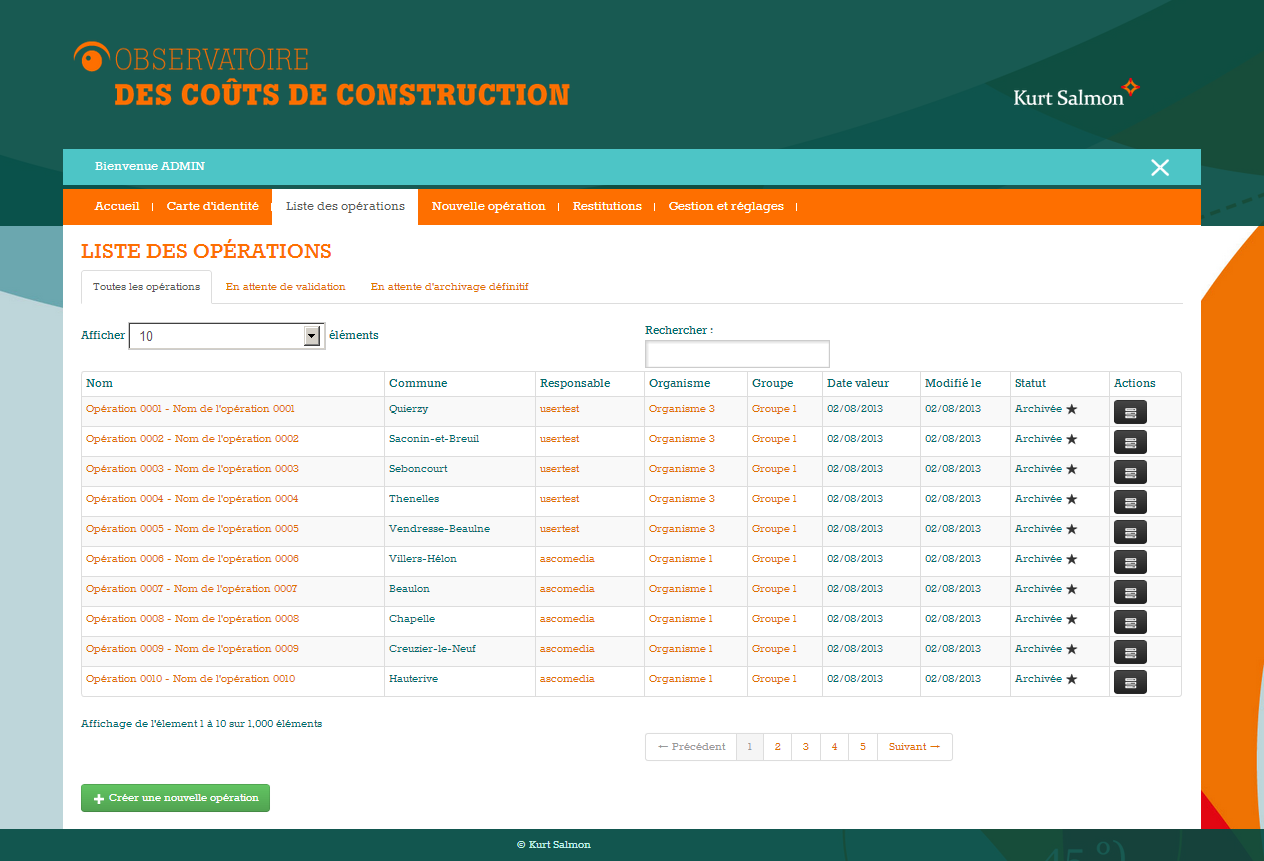 OBSERVATOIRE
DES COÛTS DE CONSTRUCTION
Kurt Salmon
Bienvenue ADMIN
Accueil | Carte d'identité | Liste des opérations Nouvelle opération | Restitutions | Gestion et réglages |
LISTE DES OPÉRATIONS
Toutes les opérations En attente de validation En attente d'archivage définitif
Afficher 10 éléments
Rechercher :
Nom Commune Responsable Organisme Groupe Date valeur Modifié le Statut Actions
Opération 0001 - Nom de l'opération 0001 Quierzy usertest Organisme 3 Groupe 1 02/08/2013 02/08/2013 Archivée ★
Opération 0002 - Nom de l'opération 0002 Saconin-et-Breuil usertest Organisme 3 Groupe 1 02/08/2013 02/08/2013 Archivée ★
Opération 0003 - Nom de l'opération 0003 Seboncourt usertest Organisme 3 Groupe 1 02/08/2013 02/08/2013 Archivée ★
Opération 0004 - Nom de l'opération 0004 Thenelles usertest Organisme 3 Groupe 1 02/08/2013 02/08/2013 Archivée ★
Opération 0005 - Nom de l'opération 0005 Vendresse-Beaulne usertest Organisme 3 Groupe 1 02/08/2013 02/08/2013 Archivée ★
Opération 0006 - Nom de l'opération 0006 Villers-Hélon ascomedia Organisme 1 Groupe 1 02/08/2013 02/08/2013 Archivée ★
Opération 0007 - Nom de l'opération 0007 Beaulon ascomedia Organisme 1 Groupe 1 02/08/2013 02/08/2013 Archivée ★
Opération 0008 - Nom de l'opération 0008 Chapelle ascomedia Organisme 1 Groupe 1 02/08/2013 02/08/2013 Archivée ★
Opération 0009 - Nom de l'opération 0009 Creuzier-le-Neuf ascomedia Organisme 1 Groupe 1 02/08/2013 02/08/2013 Archivée ★
Opération 0010 - Nom de l'opération 0010 Hauterive ascomedia Organisme 1 Groupe 1 02/08/2013 02/08/2013 Archivée ★
Affichage de l'élement 1 à 10 sur 1,000 éléments
← Précédent 1 2 3 4 5 Suivant →
+ Créer une nouvelle opération
© Kurt Salmon